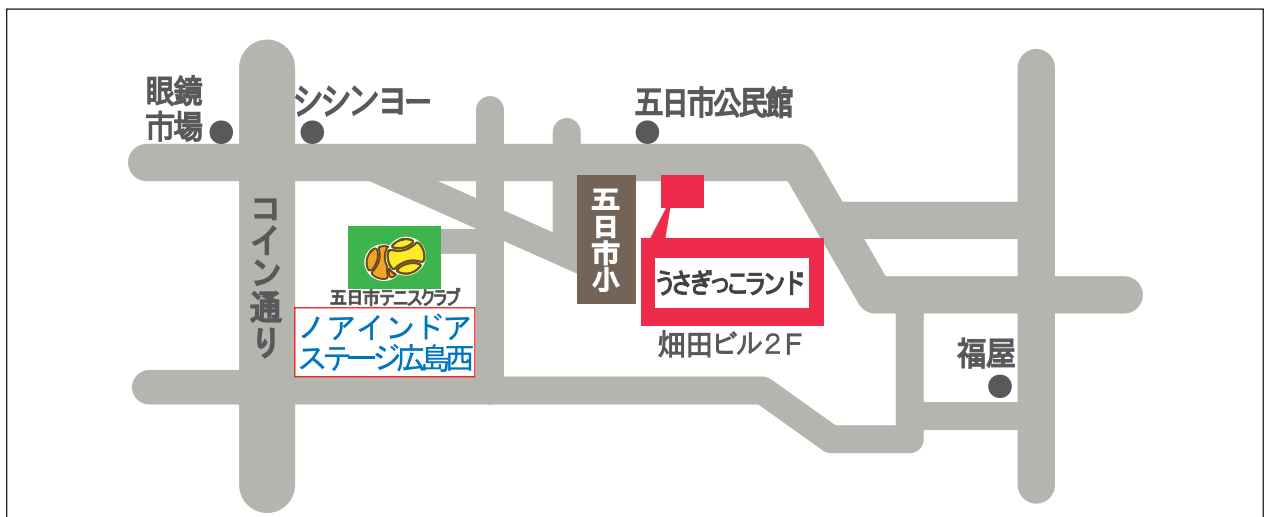 眼鏡
市場
シシンヨー
五日市公民館
コイン通り
五日市小
うさぎっこランド
畑田ビル2F
五日市テニスクラブ
ノアインドア
ステージ広島西
福屋